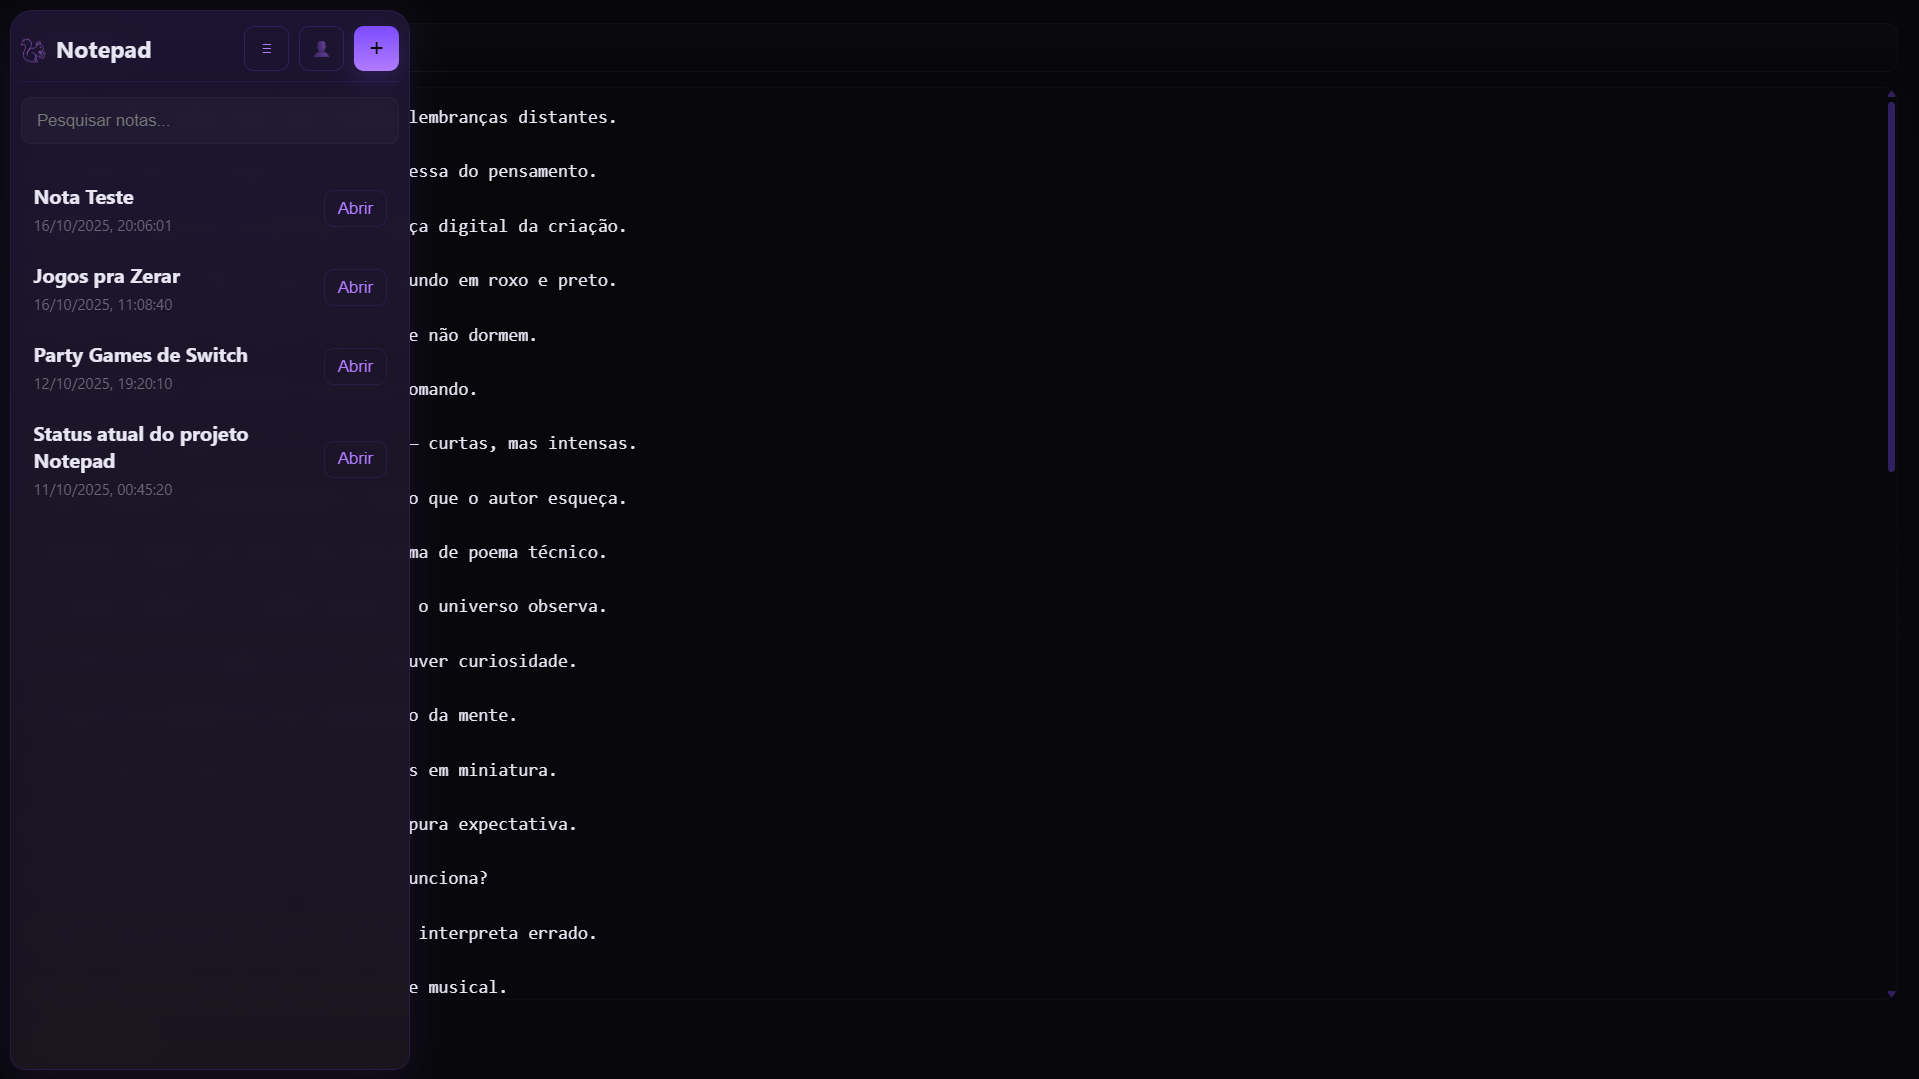 Notepad
+
Pesquisar notas...
Nota Teste
16/10/2025, 20:06:01
Abrir
Jogos pra Zerar
16/10/2025, 11:08:40
Abrir
Party Games de Switch
12/10/2025, 19:20:10
Abrir
Status atual do projeto
Notepad
11/10/2025, 00:45:20
Abrir
lembranças distantes.
essa do pensamento.
ça digital da criação.
undo em roxo e preto.
e não dormem.
omando.
— curtas, mas intensas.
o que o autor esqueça.
ma de poema técnico.
o universo observa.
uver curiosidade.
o da mente.
s em miniatura.
pura expectativa.
unciona?
interpreta errado.
e musical.